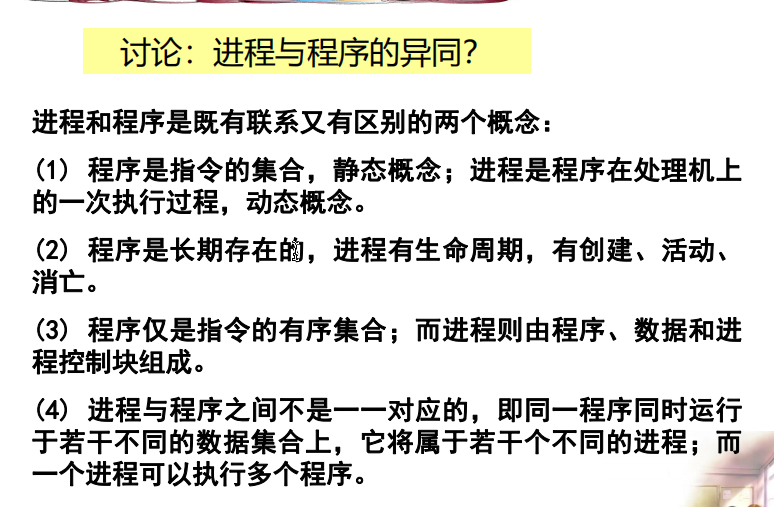 讨论：进程与程序的异同？
进程和程序是既有联系又有区别的两个概念：
(1) 程序是指令的集合，静态概念；进程是程序在处理机上
的一次执行过程，动态概念。
(2) 程序是长期存在的，进程有生命周期，有创建、活动、
消亡。
(3) 程序仅是指令的有序集合；而进程则由程序、数据和进
程控制块组成。
(4) 进程与程序之间不是一一对应的，即同一程序同时运行
于若干不同的数据集合上，它将属于若干个不同的进程；而
一个进程可以执行多个程序。